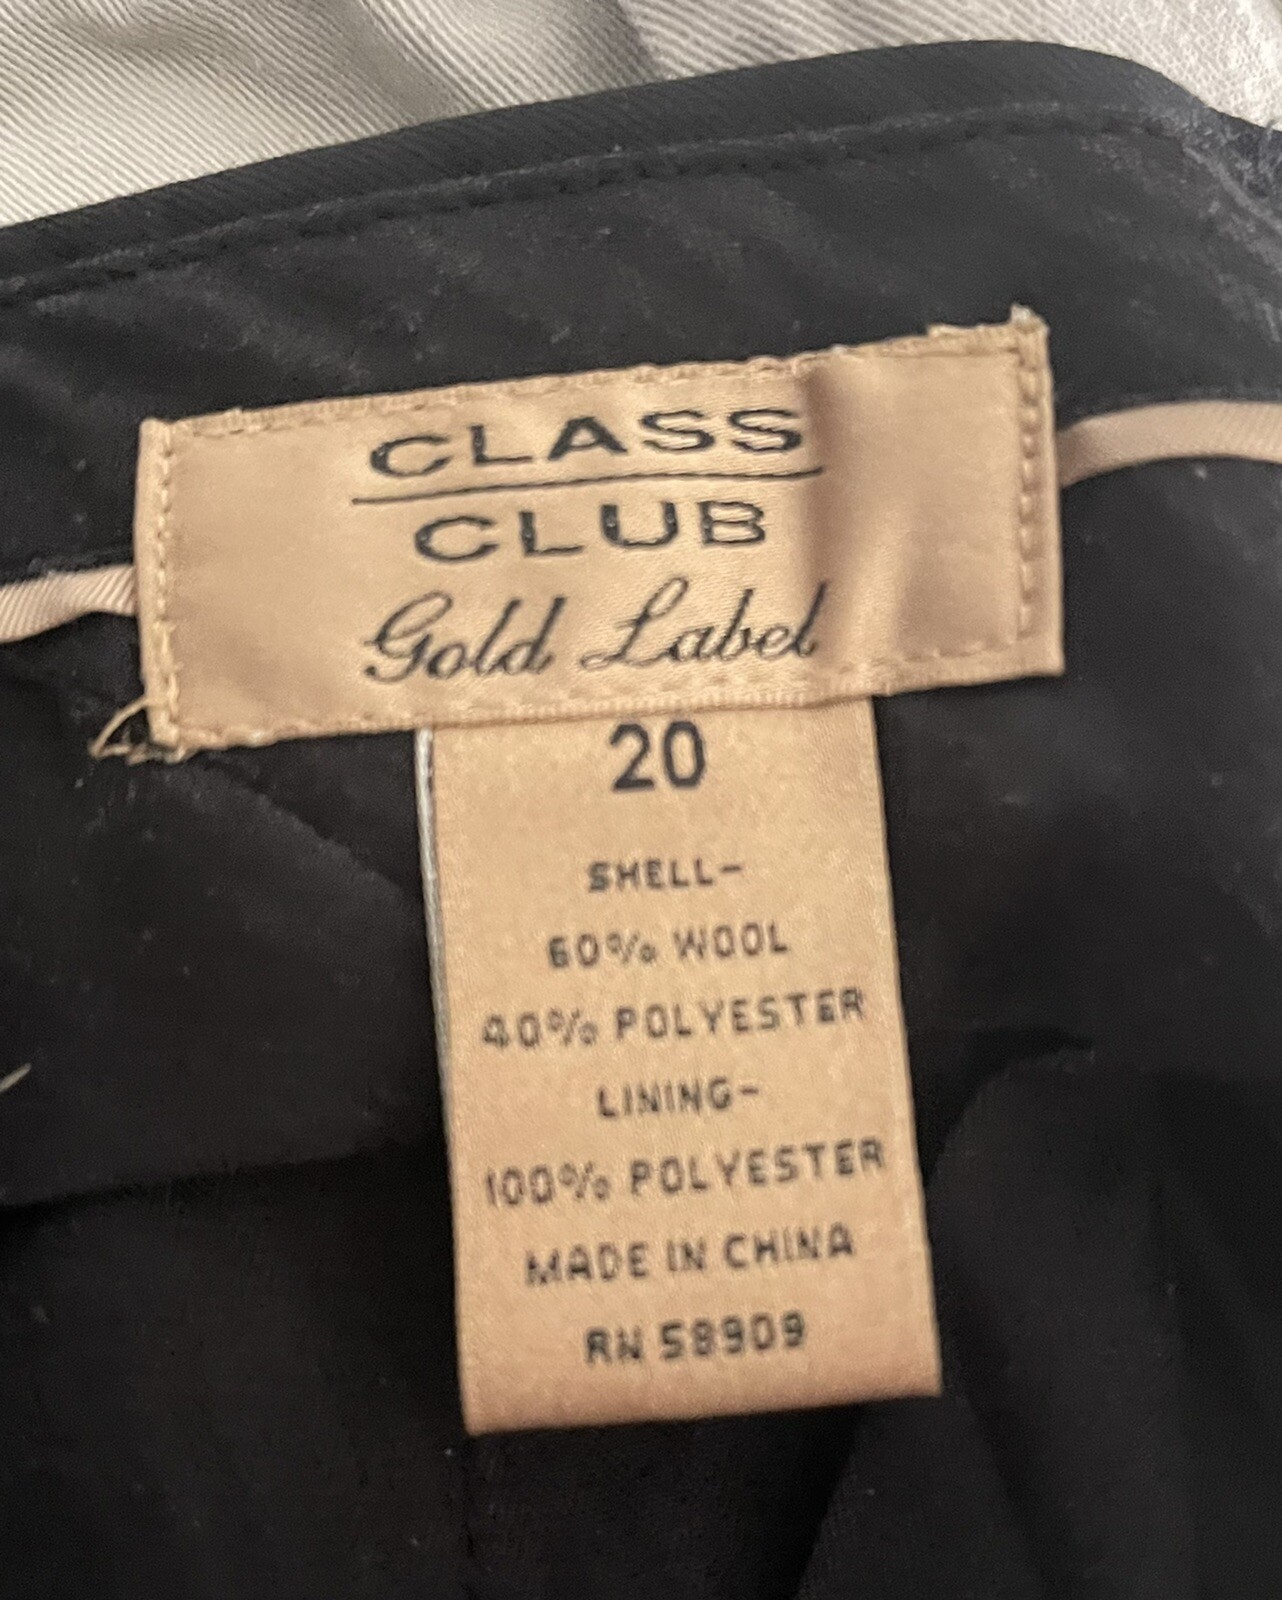 CLASS
CLUB
Gold Label
20
SHELL-
60% WOOL
40% POLYESTER
LINING-
100% POLYESTER
MADE IN CHINA
RN 58909